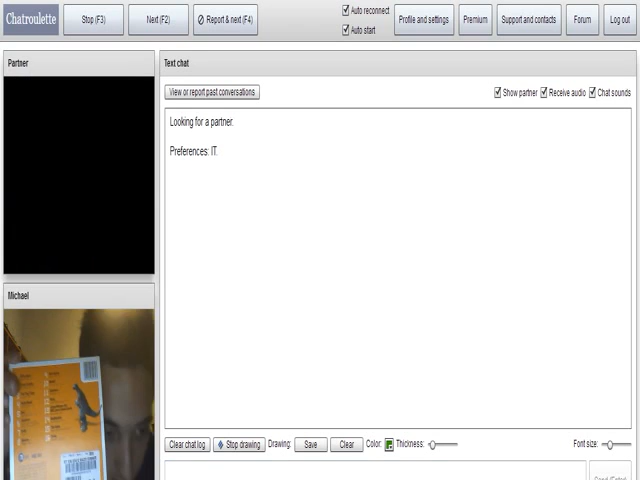 Chatroulette
Stop (F3)
Next (F2)
Report & next (F4)
Auto reconnect
Auto start
Profile and settings
Premium
Support and contacts
Forum
Log out
Partner
Text chat
View or report past conversations
Show partner
Receive audio
Chat sounds
Looking for a partner.
Preferences: IT.
Michael
Clear chat log
Stop drawing
Drawing:
Save
Clear
Color:
Thickness:
Font size: